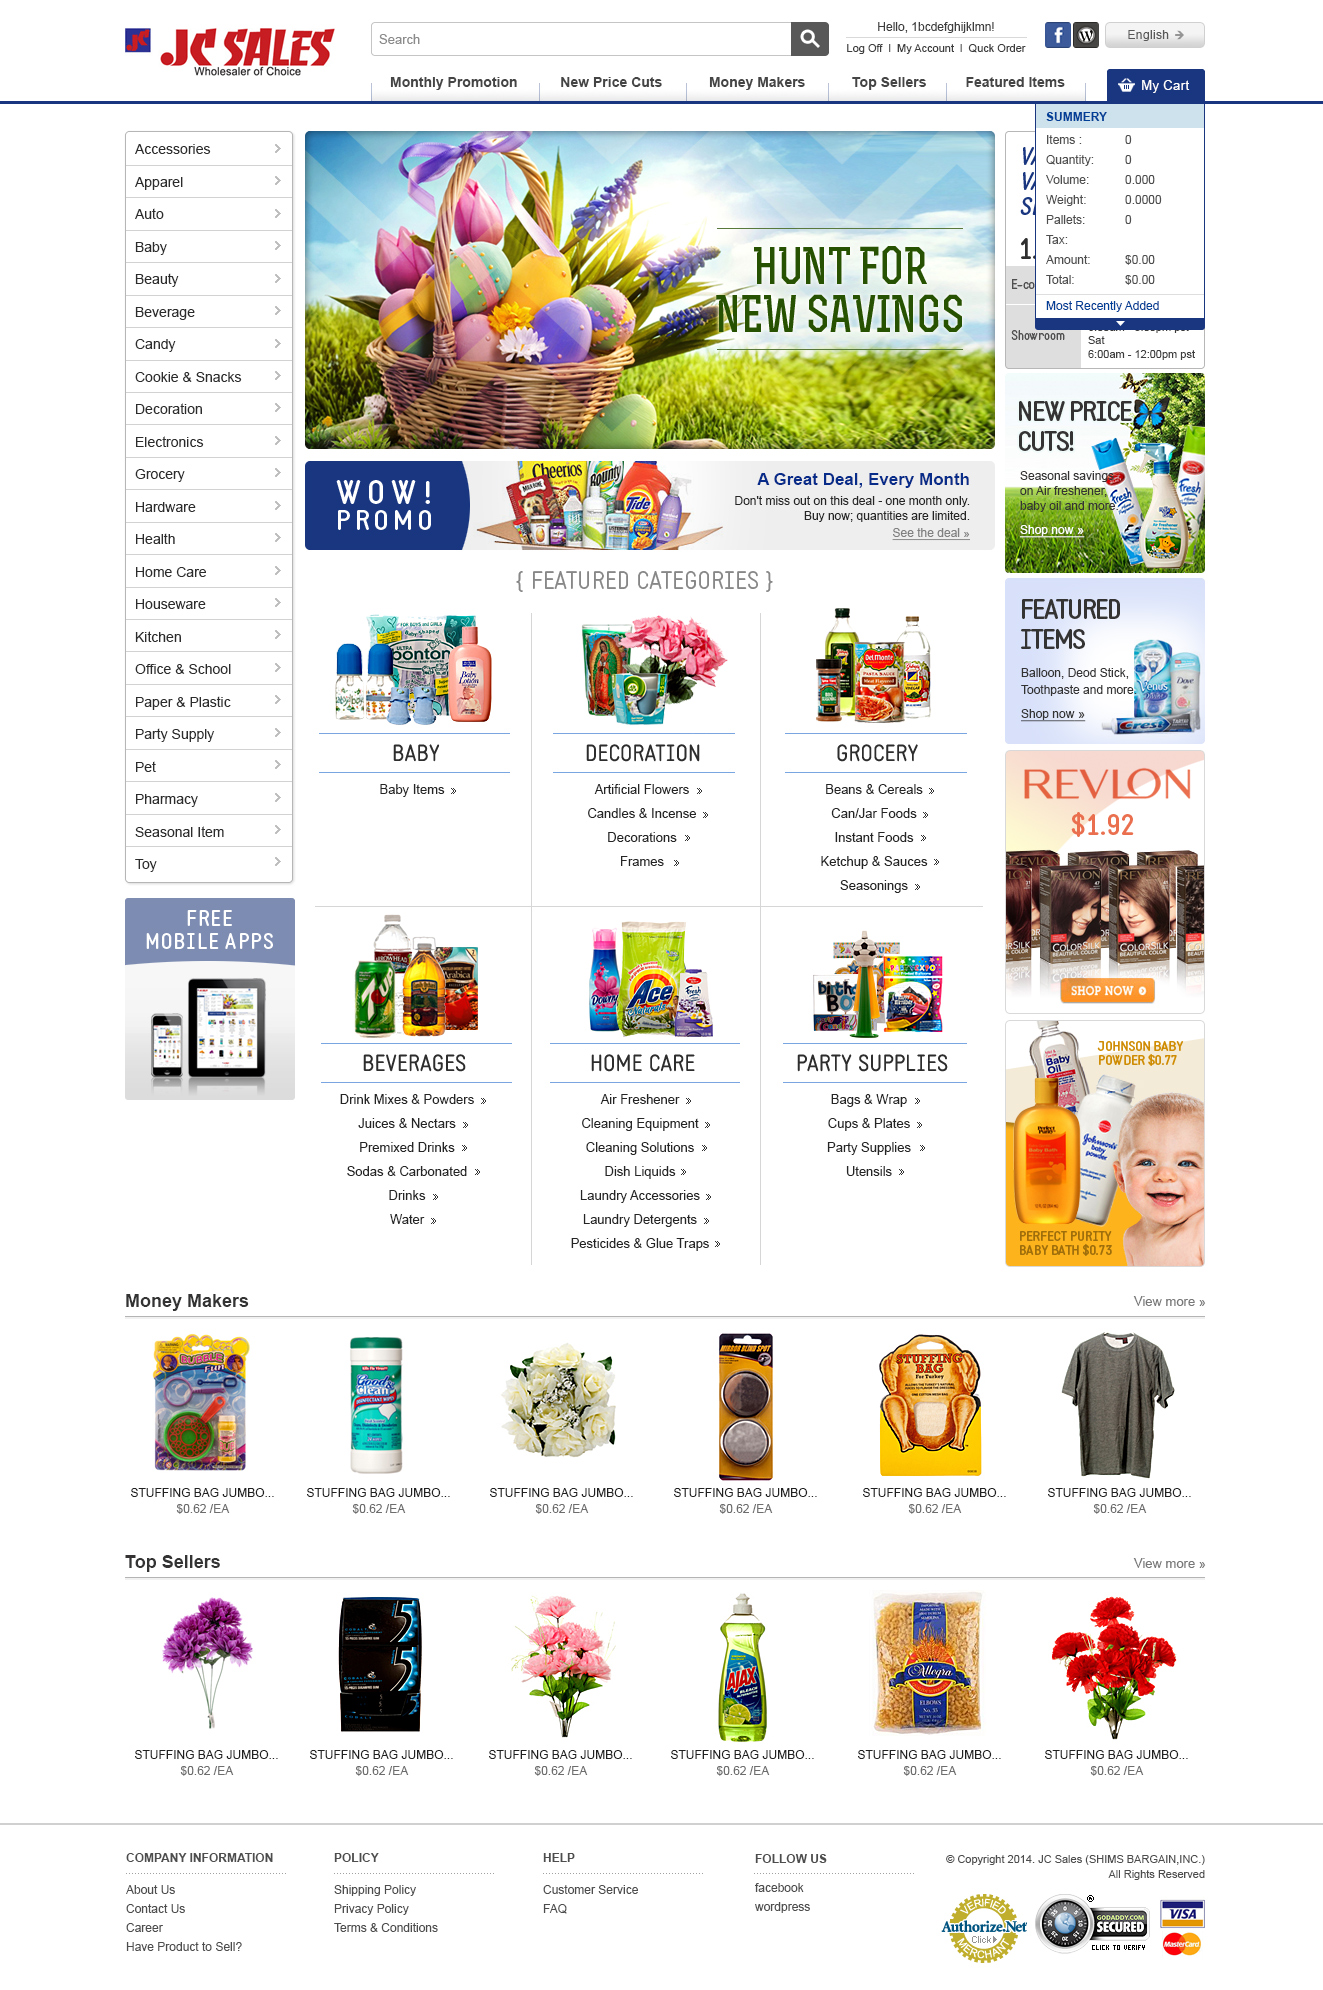 JC SALES
Wholesaler of Choice
Search
Hello, 1bcdefghijklmn!
Log Off | My Account | Quck Order
English
Monthly Promotion
New Price Cuts
Money Makers
Top Sellers
Featured Items
My Cart
SUMMERY
Items : 0
Quantity: 0
Volume: 0.000
Weight: 0.0000
Pallets: 0
Tax:
Amount: $0.00
Total: $0.00
Most Recently Added
Showroom
Sat
6:00am - 12:00pm pst
Accessories
Apparel
Auto
Baby
Beauty
Beverage
Candy
Cookie & Snacks
Decoration
Electronics
Grocery
Hardware
Health
Home Care
Houseware
Kitchen
Office & School
Paper & Plastic
Party Supply
Pet
Pharmacy
Seasonal Item
Toy
FREE
MOBILE APPS
HUNT FOR
NEW SAVINGS
WOW!
PROMO
Cheerios
Bounty
Tide
A Great Deal, Every Month
Don't miss out on this deal - one month only.
Buy now; quantities are limited.
See the deal »
{ FEATURED CATEGORIES }
BABY
Baby Items »
DECORATION
Artificial Flowers »
Candles & Incense »
Decorations »
Frames »
GROCERY
Beans & Cereals »
Can/Jar Foods »
Instant Foods »
Ketchup & Sauces »
Seasonings »
BEVERAGES
Drink Mixes & Powders »
Juices & Nectars »
Premixed Drinks »
Sodas & Carbonated »
Drinks »
Water »
HOME CARE
Air Freshener »
Cleaning Equipment »
Cleaning Solutions »
Dish Liquids »
Laundry Accessories »
Laundry Detergents »
Pesticides & Glue Traps »
PARTY SUPPLIES
Bags & Wrap »
Cups & Plates »
Party Supplies »
Utensils »
NEW PRICE
CUTS!
Seasonal savings
on Air freshener,
baby oil and more.
Shop now »
FEATURED
ITEMS
Balloon, Deod Stick,
Toothpaste and more.
Shop now »
REVLON
$1.92
REVLON
COLORSILK
BEAUTIFUL COLOR
SHOP NOW
JOHNSON BABY
POWDER $0.77
Baby
Oil
Johnson's
baby
powder
PERFECT PURITY
BABY BATH $0.73
Money Makers
View more »
STUFFING BAG JUMBO...
$0.62 /EA
STUFFING BAG JUMBO...
$0.62 /EA
STUFFING BAG JUMBO...
$0.62 /EA
STUFFING BAG JUMBO...
$0.62 /EA
STUFFING BAG JUMBO...
$0.62 /EA
STUFFING BAG JUMBO...
$0.62 /EA
Top Sellers
View more »
STUFFING BAG JUMBO...
$0.62 /EA
STUFFING BAG JUMBO...
$0.62 /EA
STUFFING BAG JUMBO...
$0.62 /EA
STUFFING BAG JUMBO...
$0.62 /EA
STUFFING BAG JUMBO...
$0.62 /EA
STUFFING BAG JUMBO...
$0.62 /EA
COMPANY INFORMATION
About Us
Contact Us
Career
Have Product to Sell?
POLICY
Shipping Policy
Privacy Policy
Terms & Conditions
HELP
Customer Service
FAQ
FOLLOW US
facebook
wordpress
© Copyright 2014. JC Sales (SHIMS BARGAIN,INC.)
All Rights Reserved
VERIFIED
Authorize.Net
Click
MERCHANT
GODADDY.COM
SECURED
CLICK TO VERIFY
VISA
MasterCard